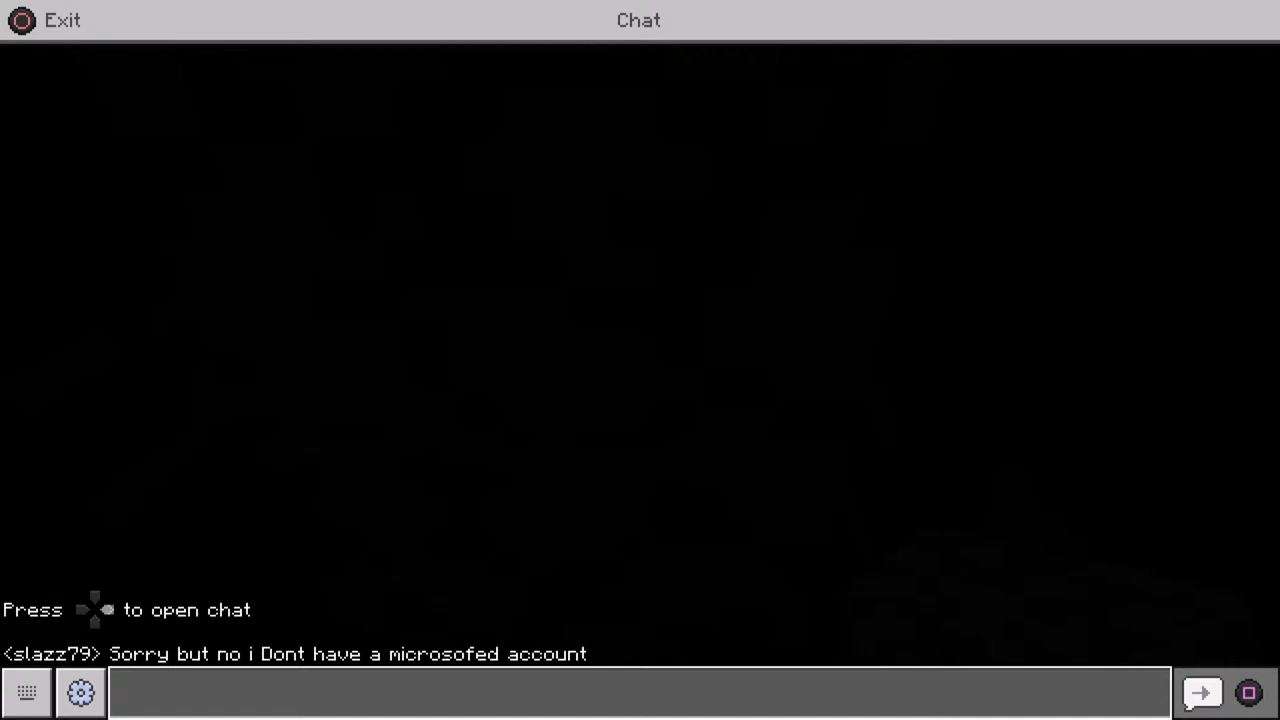 Exit
Chat
Press to open chat
<slazz79> Sorry but no i Dont have a microsofed account